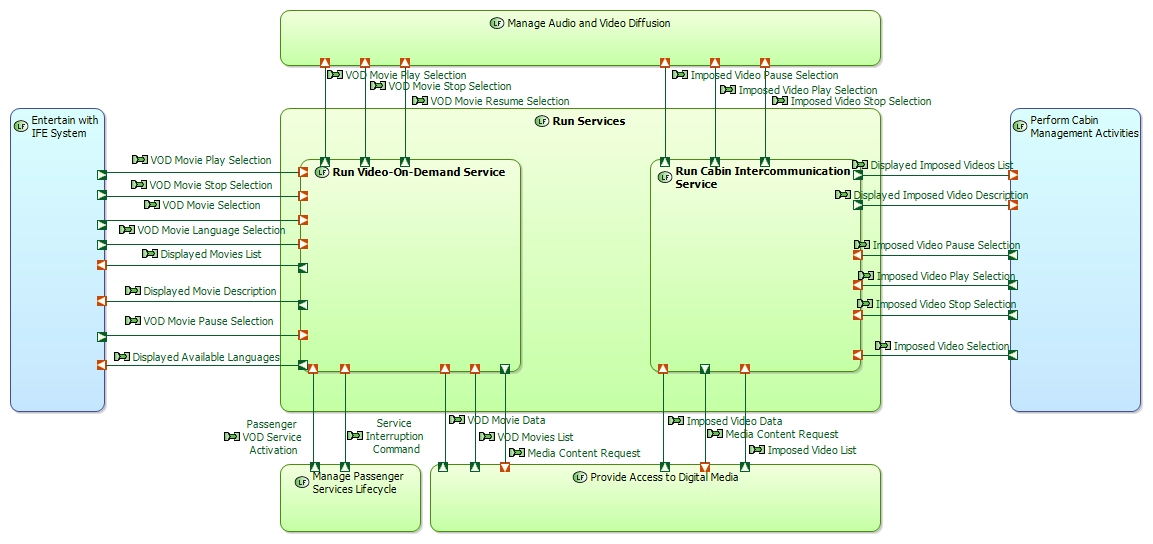 LF Manage Audio and Video Diffusion
VOD Movie Play Selection
VOD Movie Stop Selection
VOD Movie Resume Selection
Imposed Video Pause Selection
Imposed Video Play Selection
Imposed Video Stop Selection
LF Entertain with
IFE System
LF Run Services
LF Perform Cabin
Management Activities
VOD Movie Play Selection
VOD Movie Stop Selection
VOD Movie Selection
VOD Movie Language Selection
Displayed Movies List
Displayed Movie Description
VOD Movie Pause Selection
Displayed Available Languages
LF Run Video-On-Demand Service
LF Run Cabin Intercommunication
Service
Displayed Imposed Videos List
Displayed Imposed Video Description
Imposed Video Pause Selection
Imposed Video Play Selection
Imposed Video Stop Selection
Imposed Video Selection
Passenger
VOD Service
Activation
Service
Interruption
Command
VOD Movie Data
VOD Movies List
Media Content Request
Imposed Video Data
Media Content Request
Imposed Video List
LF Manage Passenger
Services Lifecycle
LF Provide Access to Digital Media